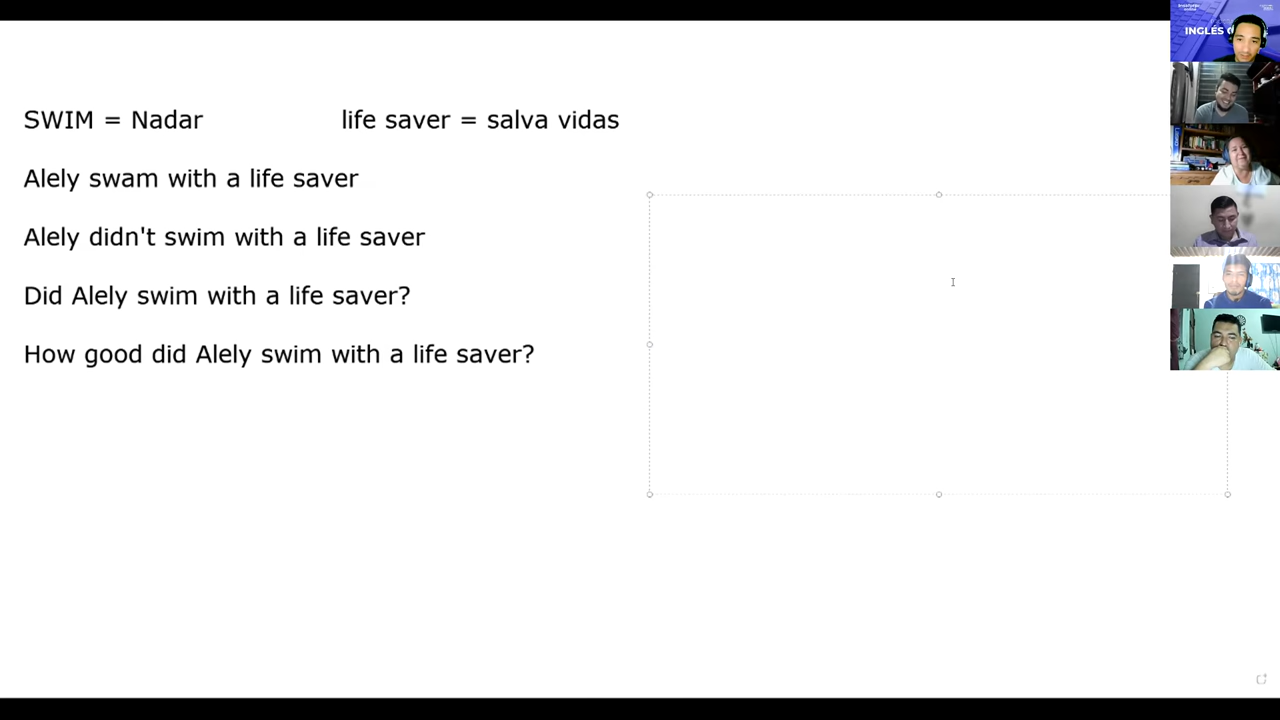 SWIM = Nadar
life saver = salva vidas
Alely swam with a life saver
Alely didn't swim with a life saver
Did Alely swim with a life saver?
How good did Alely swim with a life saver?
INGLÉS